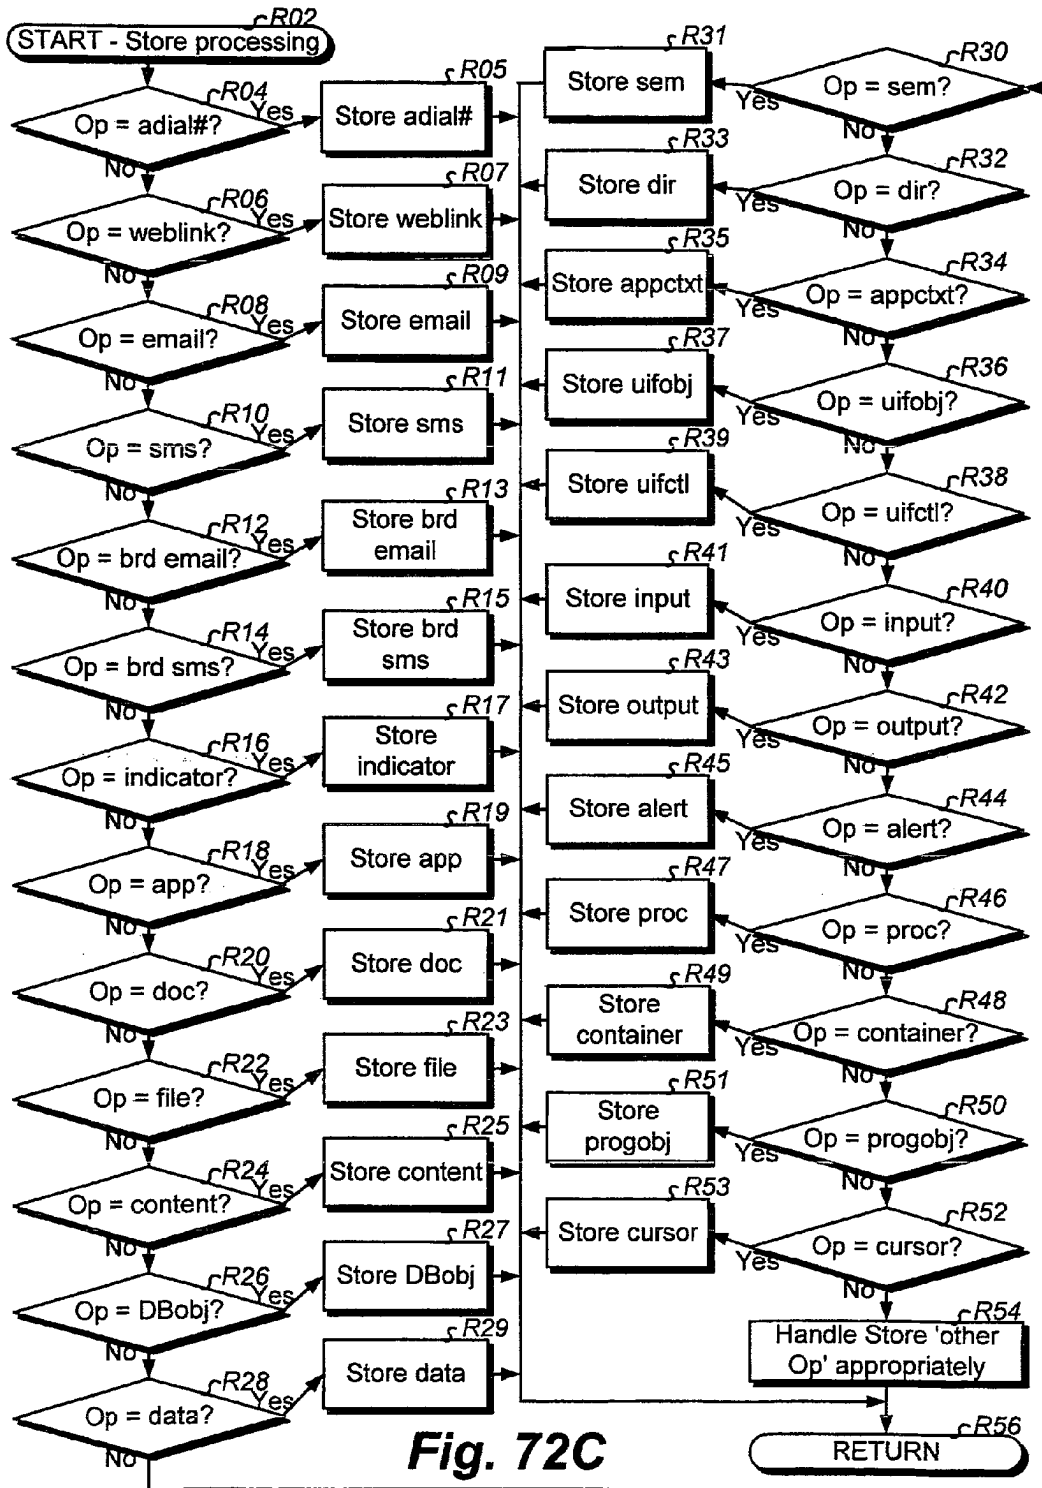 R02
START - Store processing
R04
Op = adial#?
Yes
No
R05
Store adial#
R06
Op = weblink?
Yes
No
R07
Store weblink
R08
Op = email?
Yes
No
R09
Store email
R10
Op = sms?
Yes
No
R11
Store sms
R12
Op = brd email?
Yes
No
R13
Store brd
email
R14
Op = brd sms?
Yes
No
R15
Store brd
sms
R16
Op = indicator?
Yes
No
R17
Store
indicator
R18
Op = app?
Yes
No
R19
Store app
R20
Op = doc?
Yes
No
R21
Store doc
R22
Op = file?
Yes
No
R23
Store file
R24
Op = content?
Yes
No
R25
Store content
R26
Op = DBobj?
Yes
No
R27
Store DBobj
R28
Op = data?
Yes
No
R29
Store data
R30
Op = sem?
Yes
No
R31
Store sem
R32
Op = dir?
Yes
No
R33
Store dir
R34
Op = appctxt?
Yes
No
R35
Store appctxt
R36
Op = uifobj?
Yes
No
R37
Store uifobj
R38
Op = uifctl?
Yes
No
R39
Store uifctl
R40
Op = input?
Yes
No
R41
Store input
R42
Op = output?
Yes
No
R43
Store output
R44
Op = alert?
Yes
No
R45
Store alert
R46
Op = proc?
Yes
No
R47
Store proc
R48
Op = container?
Yes
No
R49
Store
container
R50
Op = progobj?
Yes
No
R51
Store
progobj
R52
Op = cursor?
Yes
No
R53
Store cursor
R54
Handle Store 'other
Op' appropriately
R56
RETURN
Fig. 72C